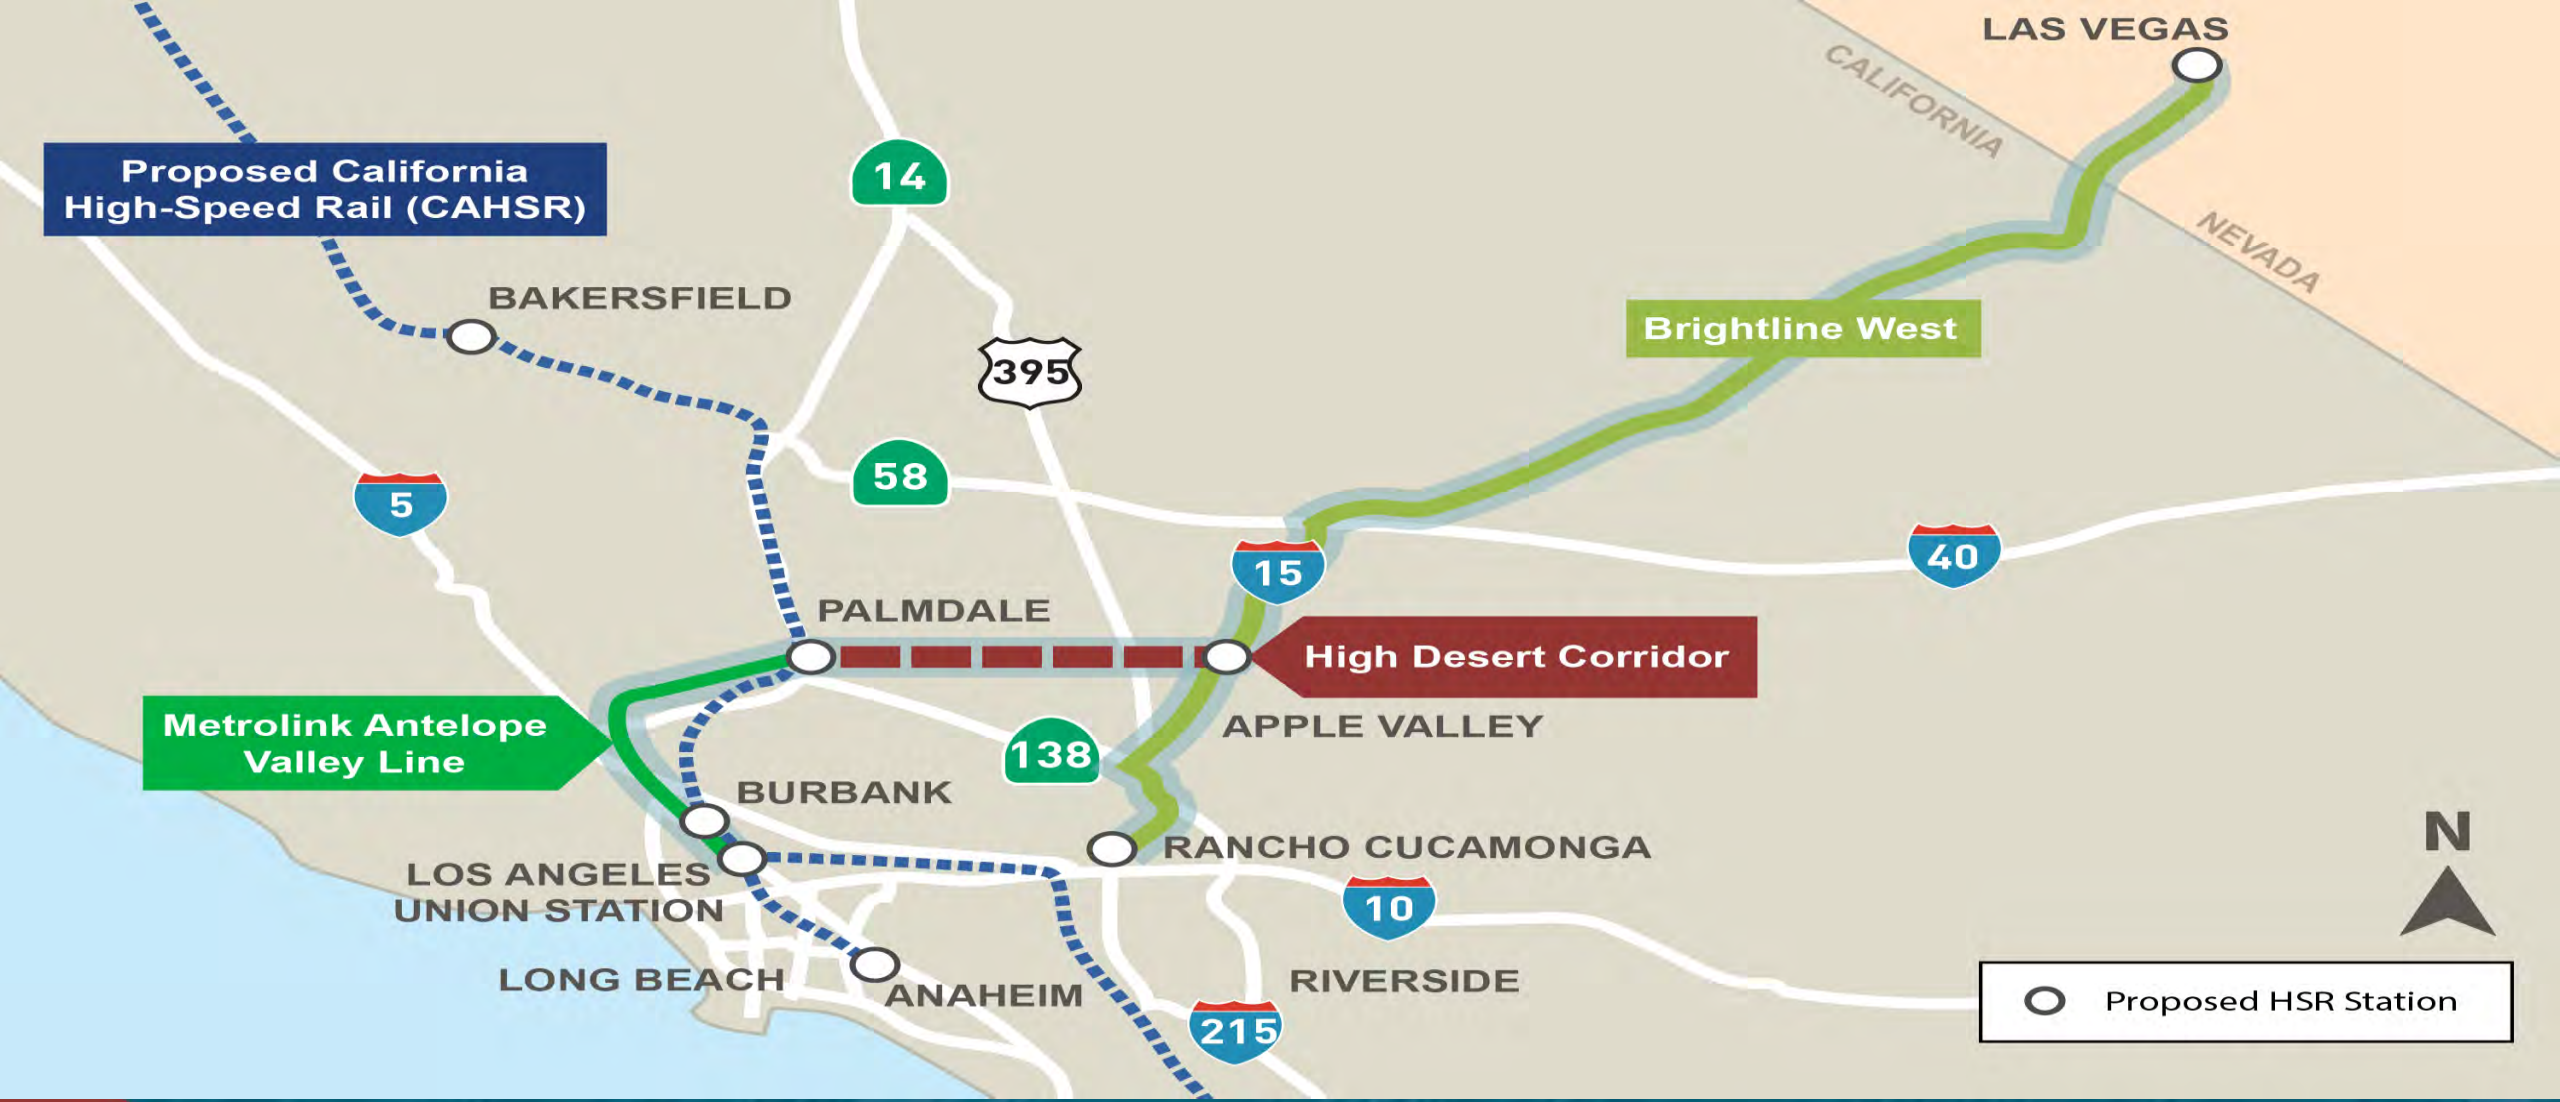 LAS VEGAS
CALIFORNIA
Proposed California
High-Speed Rail (CAHSR)
14
NEVADA
BAKERSFIELD
Brightline West
395
58
5
40
15
PALMDALE
High Desert Corridor
Metrolink Antelope
Valley Line
APPLE VALLEY
138
BURBANK
N
RANCHO CUCAMONGA
LOS ANGELES
UNION STATION
10
LONG BEACH
ANAHEIM
RIVERSIDE
215
Proposed HSR Station